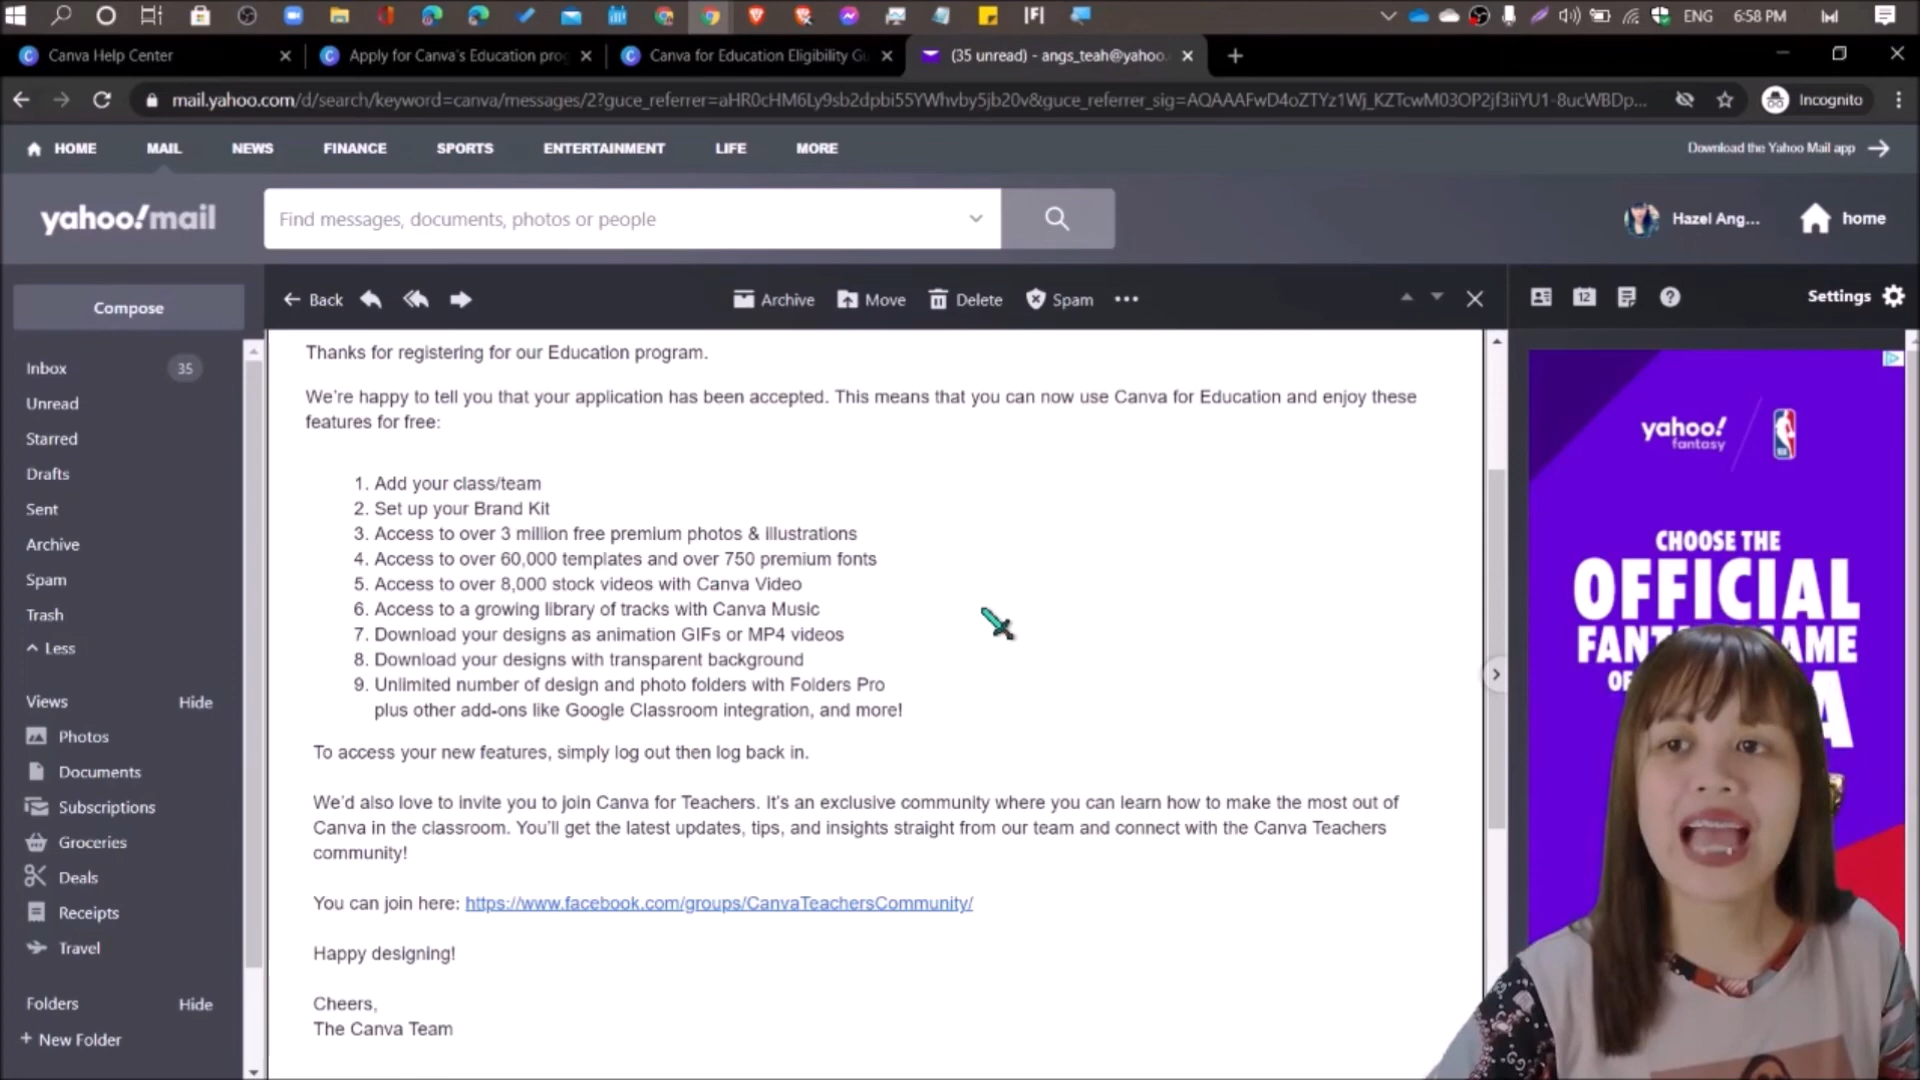 ENG
6:58 PM
Canva Help Center
Apply for Canva's Education prog
Canva for Education Eligibility Gu
(35 unread) - angs_teah@yahoo.
mail.yahoo.com/d/search/keyword=canva/messages/2?guce_referrer=aHR0cHM6Ly9sb2dpbi55YWhvby5jb20v&guce_referrer_sig=AQAAAFwD4oZTYz1Wj_KZTcwM03OP2jf3iiYU1-8ucWBDp...
Incognito
HOME
MAIL
NEWS
FINANCE
SPORTS
ENTERTAINMENT
LIFE
MORE
Download the Yahoo Mail app
yahoo!mail
Find messages, documents, photos or people
Hazel Ang...
home
Compose
Back
Archive
Move
Delete
Spam
12
Settings
Inbox
35
Unread
Starred
Drafts
Sent
Archive
Spam
Trash
Less
Views
Hide
Photos
Documents
Subscriptions
Groceries
Deals
Receipts
Travel
Folders
Hide
+ New Folder
Thanks for registering for our Education program.
We're happy to tell you that your application has been accepted. This means that you can now use Canva for Education and enjoy these
features for free:
1. Add your class/team
2. Set up your Brand Kit
3. Access to over 3 million free premium photos & Illustrations
4. Access to over 60,000 templates and over 750 premium fonts
5. Access to over 8,000 stock videos with Canva Video
6. Access to a growing library of tracks with Canva Music
7. Download your designs as animation GIFs or MP4 videos
8. Download your designs with transparent background
9. Unlimited number of design and photo folders with Folders Pro
plus other add-ons like Google Classroom integration, and more!
To access your new features, simply log out then log back in.
We'd also love to invite you to join Canva for Teachers. It's an exclusive community where you can learn how to make the most out of
Canva in the classroom. You'll get the latest updates, tips, and insights straight from our team and connect with the Canva Teachers
community!
You can join here: https://www.facebook.com/groups/CanvaTeachersCommunity/
Happy designing!
Cheers,
The Canva Team
yahoo!
fantasy
CHOOSE THE
OFFICIAL